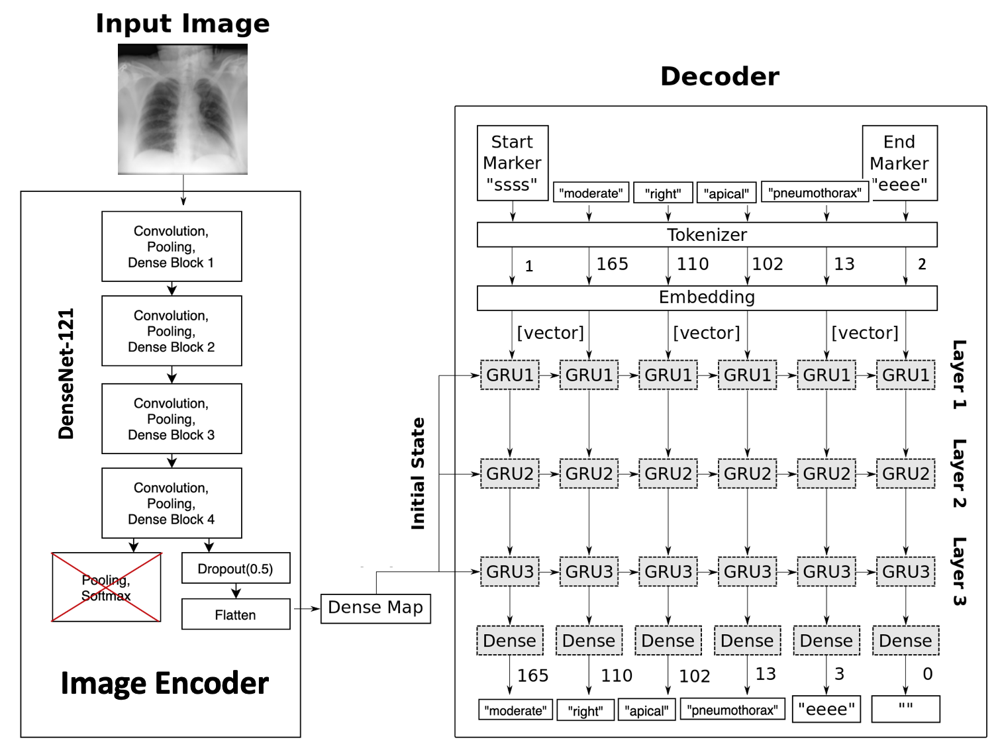 Input Image
Convolution,
Pooling,
Dense Block 1
Convolution,
Pooling,
Dense Block 2
Convolution,
Pooling,
Dense Block 3
Convolution,
Pooling,
Dense Block 4
DenseNet-121
Pooling,
Softmax
Dropout(0.5)
Flatten
Image Encoder
Dense Map
Initial State
Decoder
Start
Marker
"ssss"
"moderate"
"right"
"apical"
"pneumothorax"
End
Marker
"eeee"
Tokenizer
1 165 110 102 13 2
Embedding
[vector] [vector] [vector]
GRU1 GRU1 GRU1 GRU1 GRU1 GRU1
Layer 1
GRU2 GRU2 GRU2 GRU2 GRU2 GRU2
Layer 2
GRU3 GRU3 GRU3 GRU3 GRU3 GRU3
Layer 3
Dense Dense Dense Dense Dense Dense
165 110 102 13 3 0
"moderate" "right" "apical" "pneumothorax" "eeee" ""